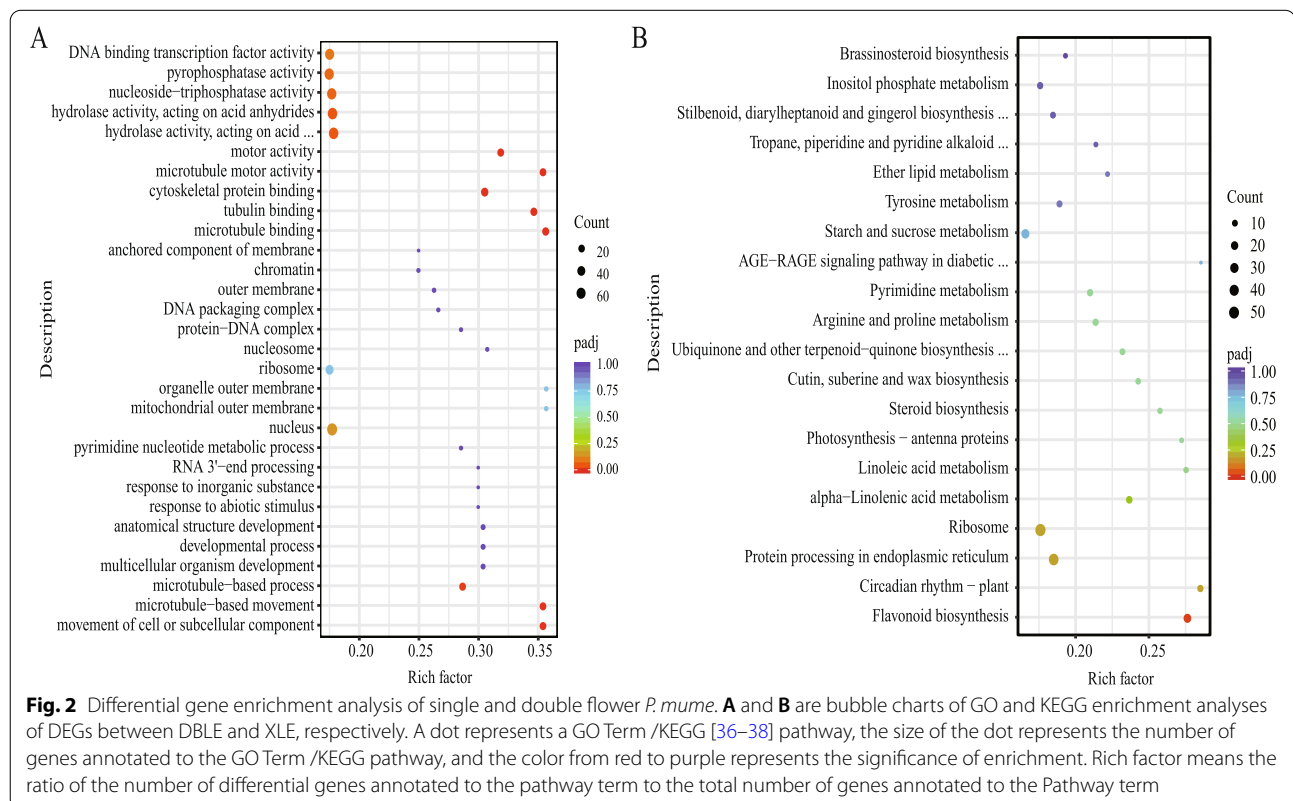 A
DNA binding transcription factor activity
pyrophosphatase activity
nucleoside−triphosphatase activity
hydrolase activity, acting on acid anhydrides
hydrolase activity, acting on acid ...
motor activity
microtubule motor activity
cytoskeletal protein binding
tubulin binding
microtubule binding
anchored component of membrane
chromatin
outer membrane
DNA packaging complex
protein−DNA complex
nucleosome
ribosome
organelle outer membrane
mitochondrial outer membrane
nucleus
pyrimidine nucleotide metabolic process
RNA 3'−end processing
response to inorganic substance
response to abiotic stimulus
anatomical structure development
developmental process
multicellular organism development
microtubule−based process
microtubule−based movement
movement of cell or subcellular component
Description
0.20 0.25 0.30 0.35
Rich factor
Count
20
40
60
padj
1.00
0.75
0.50
0.25
0.00
B
Brassinosteroid biosynthesis
Inositol phosphate metabolism
Stilbenoid, diarylheptanoid and gingerol biosynthesis ...
Tropane, piperidine and pyridine alkaloid ...
Ether lipid metabolism
Tyrosine metabolism
Starch and sucrose metabolism
AGE−RAGE signaling pathway in diabetic ...
Pyrimidine metabolism
Arginine and proline metabolism
Ubiquinone and other terpenoid−quinone biosynthesis ...
Cutin, suberine and wax biosynthesis
Steroid biosynthesis
Photosynthesis − antenna proteins
Linoleic acid metabolism
alpha−Linolenic acid metabolism
Ribosome
Protein processing in endoplasmic reticulum
Circadian rhythm − plant
Flavonoid biosynthesis
Description
0.20 0.25
Rich factor
Count
10
20
30
40
50
padj
1.00
0.75
0.50
0.25
0.00
Fig. 2 Differential gene enrichment analysis of single and double flower P. mume. A and B are bubble charts of GO and KEGG enrichment analyses
of DEGs between DBLE and XLE, respectively. A dot represents a GO Term /KEGG [36–38] pathway, the size of the dot represents the number of
genes annotated to the GO Term /KEGG pathway, and the color from red to purple represents the significance of enrichment. Rich factor means the
ratio of the number of differential genes annotated to the pathway term to the total number of genes annotated to the Pathway term